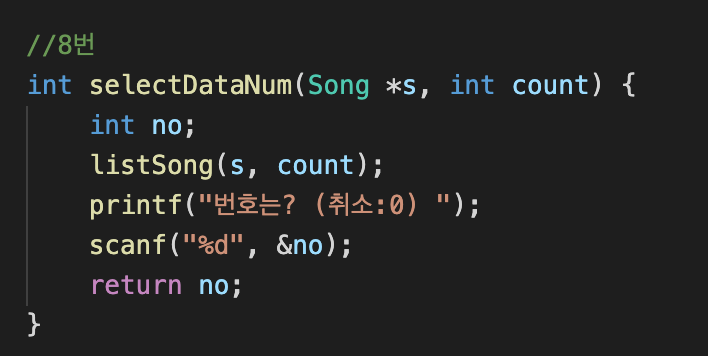 //8번
int selectDataNum(Song *s, int count) {
    int no;
    listSong(s, count);
    printf("번호는? (취소:0) ");
    scanf("%d", &no);
    return no;
}